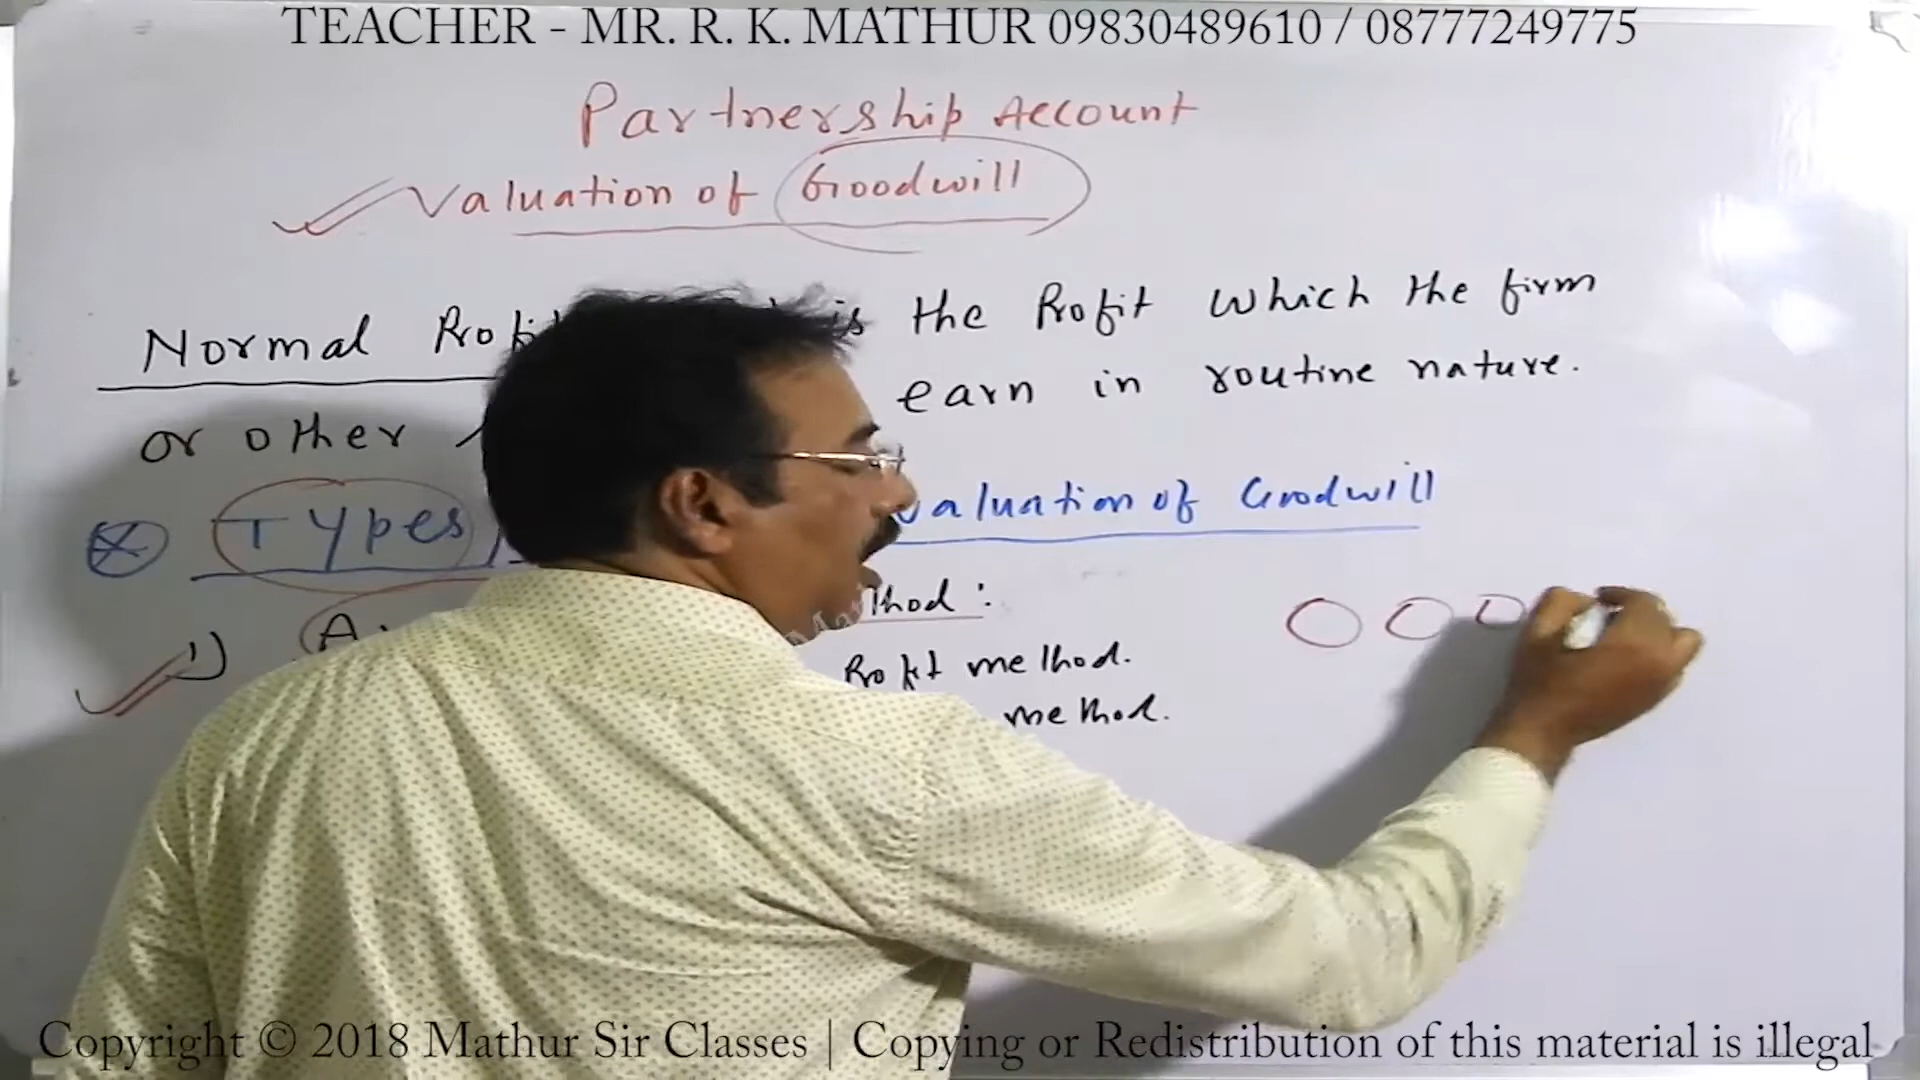 TEACHER - MR. R. K. MATHUR 09830489610 / 08777249775
Partnership Account
Valuation of Goodwill
Normal is the Profit which the firm
earn in routine nature.
or other
Types valuation of Goodwill
1) thod :
Profit method.
method.
Copyright © 2018 Mathur Sir Classes | Copying or Redistribution of this material is illegal